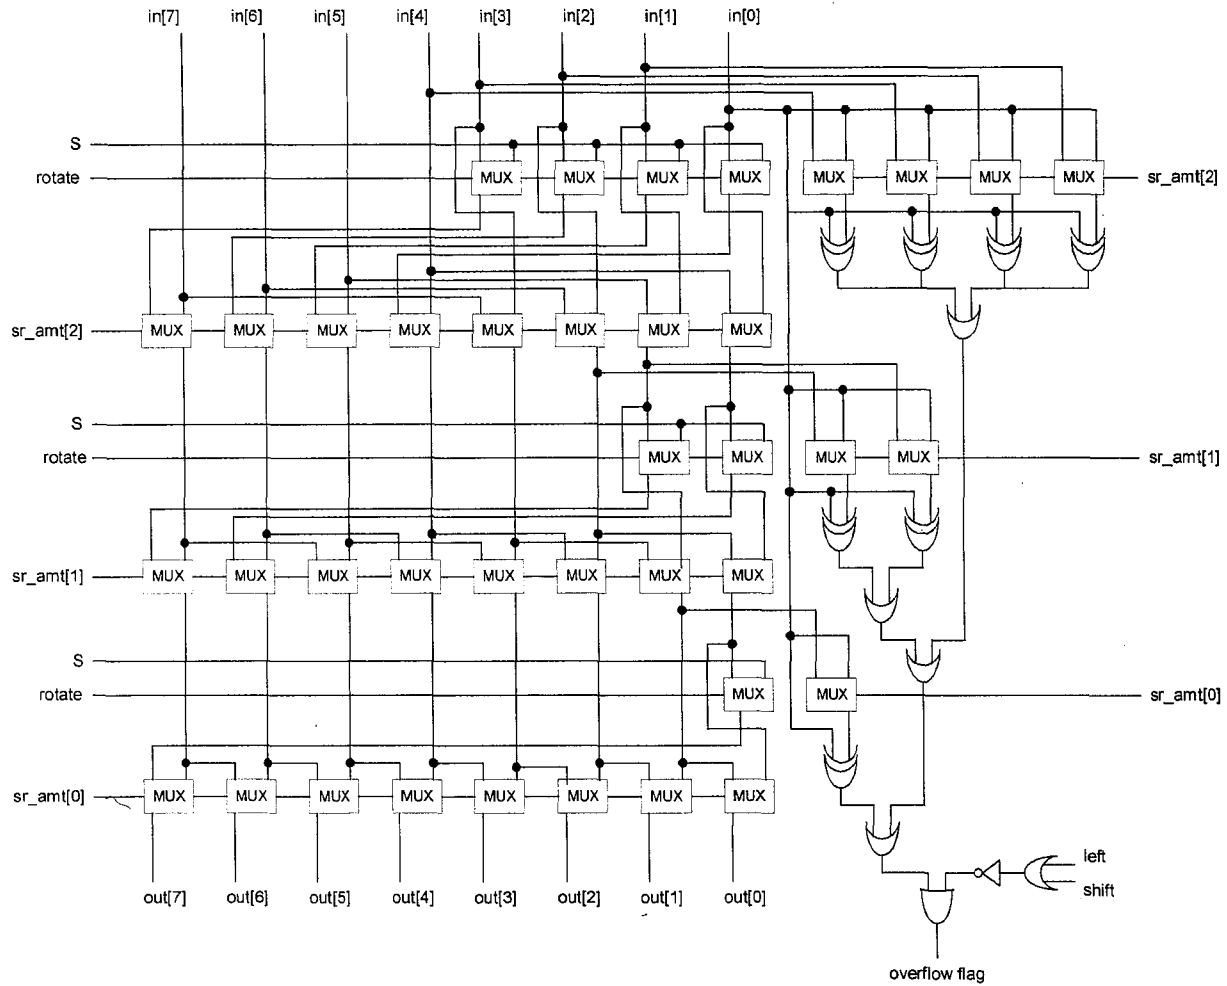 in[7] in[6] in[5] in[4] in[3] in[2] in[1] in[0]
S
rotate MUX MUX MUX MUX MUX MUX MUX MUX sr_amt[2]
sr_amt[2] MUX MUX MUX MUX MUX MUX MUX MUX
S
rotate MUX MUX MUX MUX sr_amt[1]
sr_amt[1] MUX MUX MUX MUX MUX MUX MUX MUX
S
rotate MUX MUX sr_amt[0]
sr_amt[0] MUX MUX MUX MUX MUX MUX MUX MUX
left
shift
out[7] out[6] out[5] out[4] out[3] out[2] out[1] out[0]
overflow flag